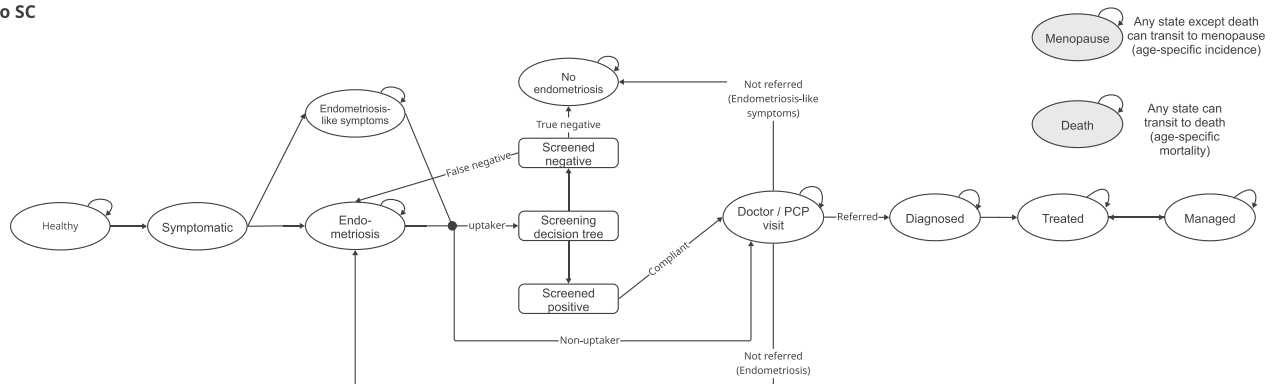 o SC
Menopause
Any state except death
can transit to menopause
(age-specific incidence)
No
endometriosis
Not referred
(Endometriosis-like
symptoms)
Endometriosis-
like symptoms
Death
Any state can
transit to death
(age-specific
mortality)
True negative
Screened
negative
False negative
Healthy
Symptomatic
Endo-
metriosis
uptaker
Screening
decision tree
Compliant
Doctor / PCP
visit
Referred
Diagnosed
Treated
Managed
Screened
positive
Non-uptaker
Not referred
(Endometriosis)